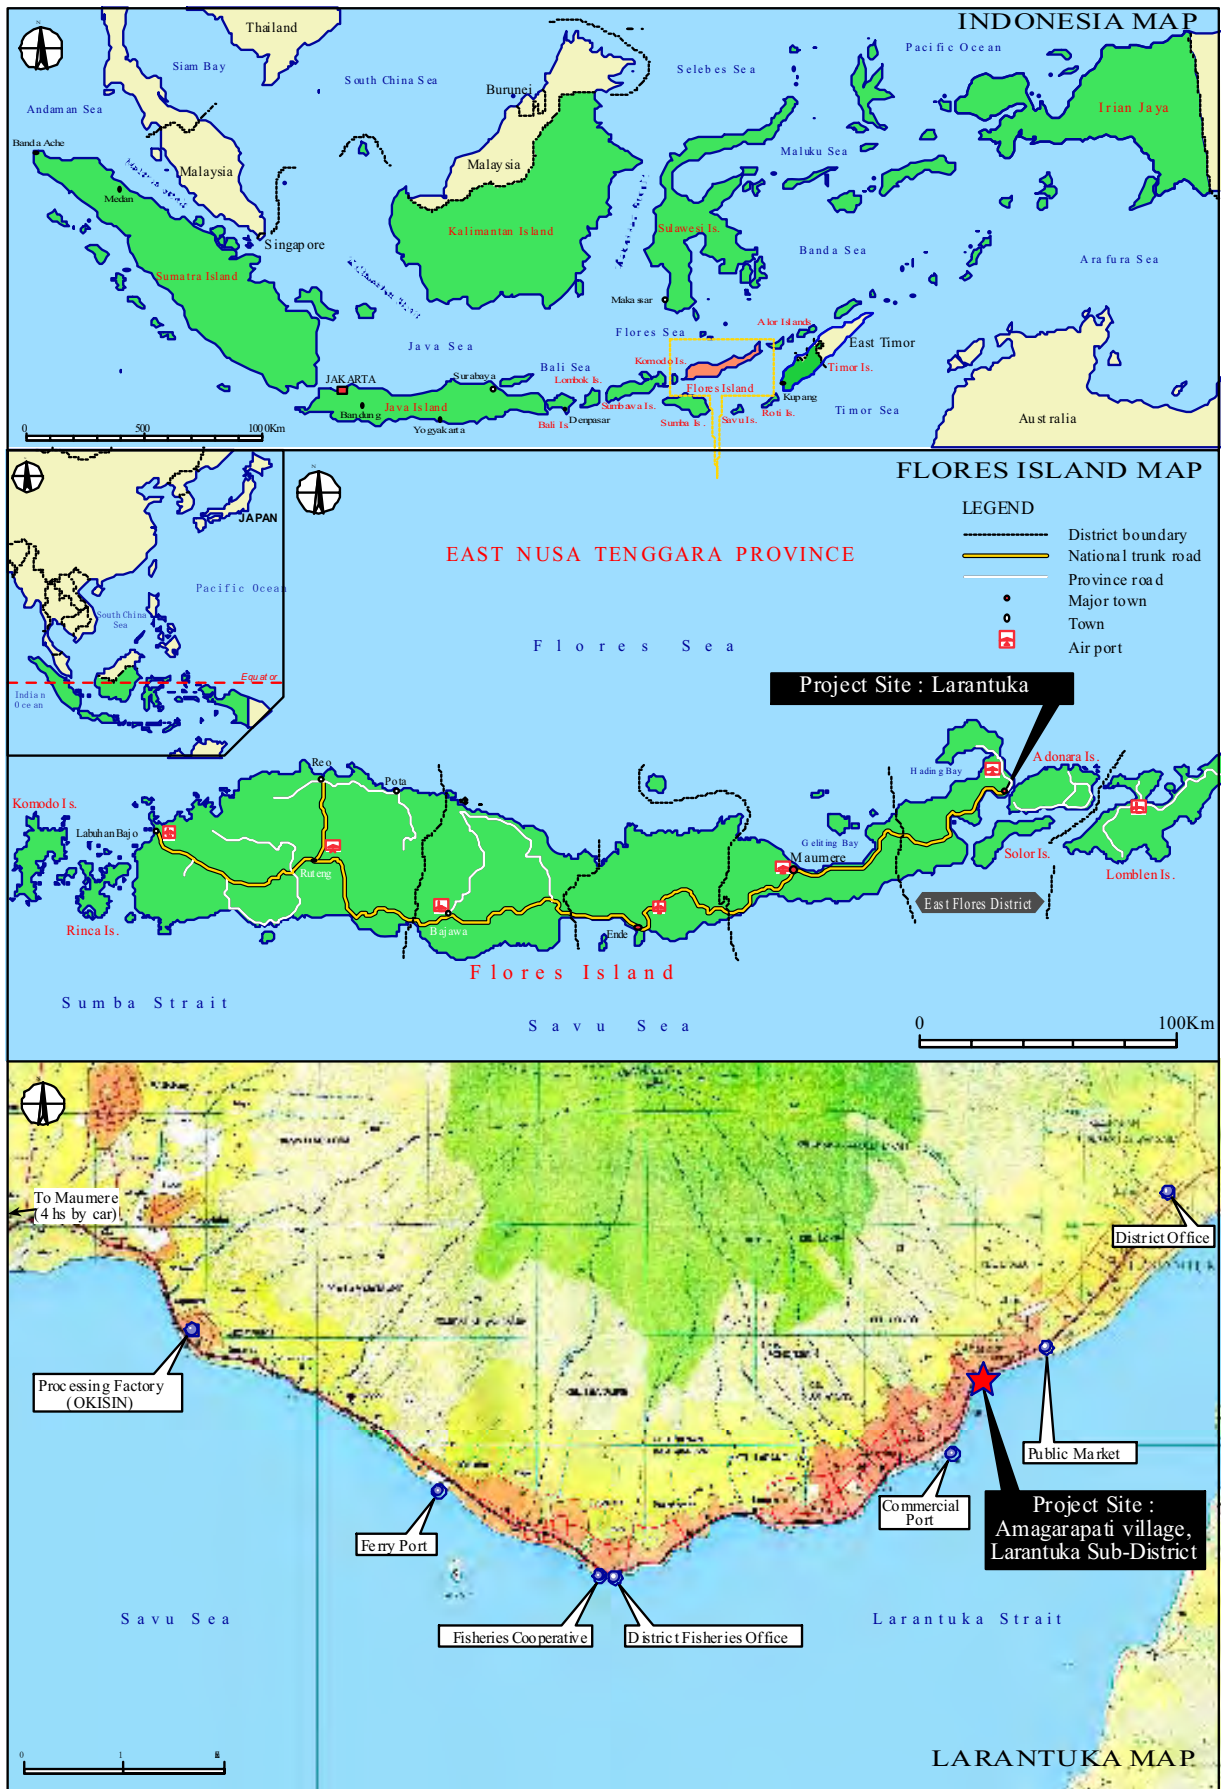 INDONESIA MAP
N
Thailand
Pacific Ocean
Siam Bay
South China Sea
Selebes Sea
Burunei
Andaman Sea
Irian Jaya
Banda Ache
Maluku Sea
Malaysia
Malaysia
Medan
Kalimantan Island
Sulawesi Is.
Singapore
Banda Sea
Arafura Sea
Sumatra Island
Makassar
Alor Islands
Flores Sea
East Timor
Java Sea
Komodo Is.
Bali Sea
Timor Is.
JAKARTA
Surabaya
Lombok Is.
Flores Island
Kupang
Bandung
Java Island
Sumbawa Is.
Timor Sea
Roti Is.
Denpasar
Yogyakarta
Bali Is.
Sumba Is.
Savu Is.
Australia
0
500
1000Km
FLORES ISLAND MAP
N
JAPAN
LEGEND
District boundary
National trunk road
Province road
Major town
Town
Air port
EAST NUSA TENGGARA PROVINCE
Pacific Ocean
South China
Sea
Flores Sea
Equator
Indian
Ocean
Project Site : Larantuka
Reo
Pota
Hading Bay
Adonara Is.
Komodo Is.
Labuhan Bajo
Geliting Bay
Maumere
Solor Is.
Ruteng
Lomblen Is.
East Flores District
Rinca Is.
Bajawa
Ende
Flores Island
Sumba Strait
Savu Sea
0
100Km
To Maumere
(4 hs by car)
District Office
Processing Factory
(OKISIN)
Public Market
Commercial
Port
Project Site :
Amagarapati village,
Larantuka Sub-District
Ferry Port
Savu Sea
Larantuka Strait
Fisheries Cooperative
District Fisheries Office
0
1
LARANTUKA MAP